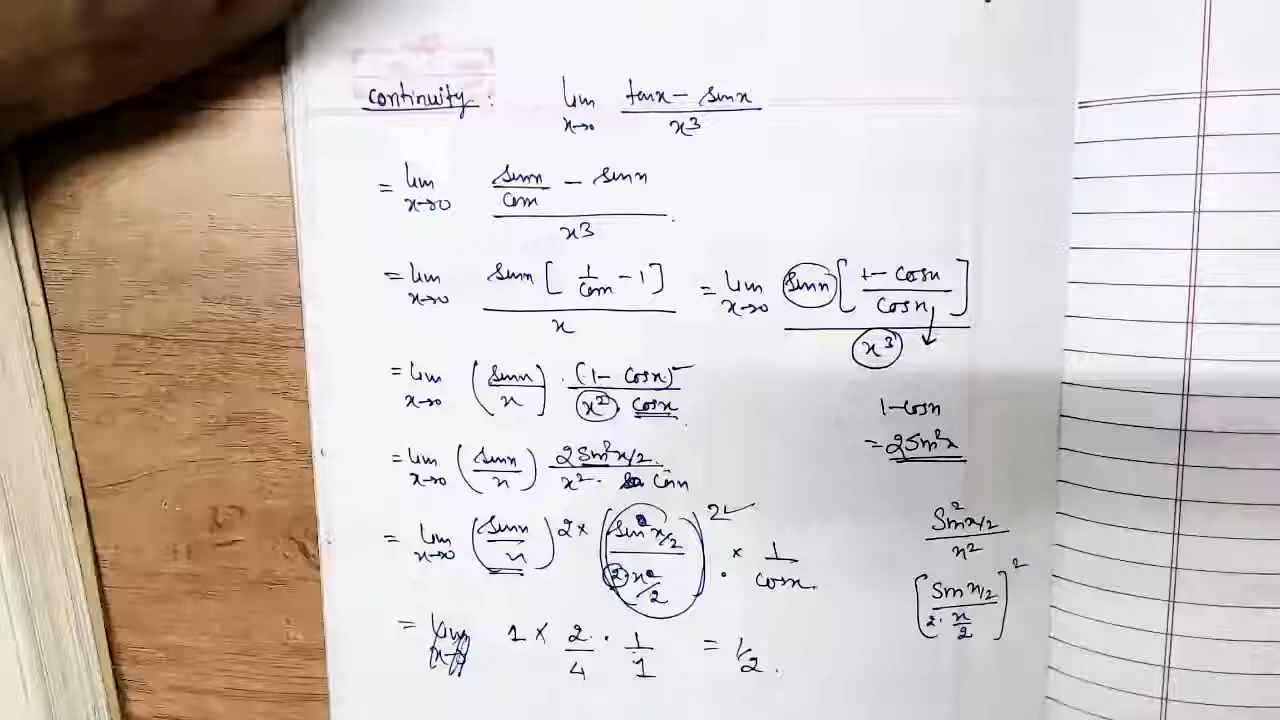 continuity : lim x→0 (tanx − sinx)/x³
= lim x→0 (sinx/cosx − sinx)/x³
= lim x→0 sinx [1/cosx − 1]/x = lim x→0 sinx [(1 − cosx)/cosx]/x³
= lim x→0 (sinx/x) · (1 − cosx)/(x² · cosx)
1 − cosx
= 2Sin²x
= lim x→0 (sinx/x) 2Sin²x/2 / (x² · cosx)
= lim x→0 (sinx/x) 2 × (sin x/2 / (2 · x/2))² × 1/cosx
Sin²x/2 / x²
[Sin x/2 / (2 · x/2)]²
= 1 × 2/4 · 1/1 = 1/2 .